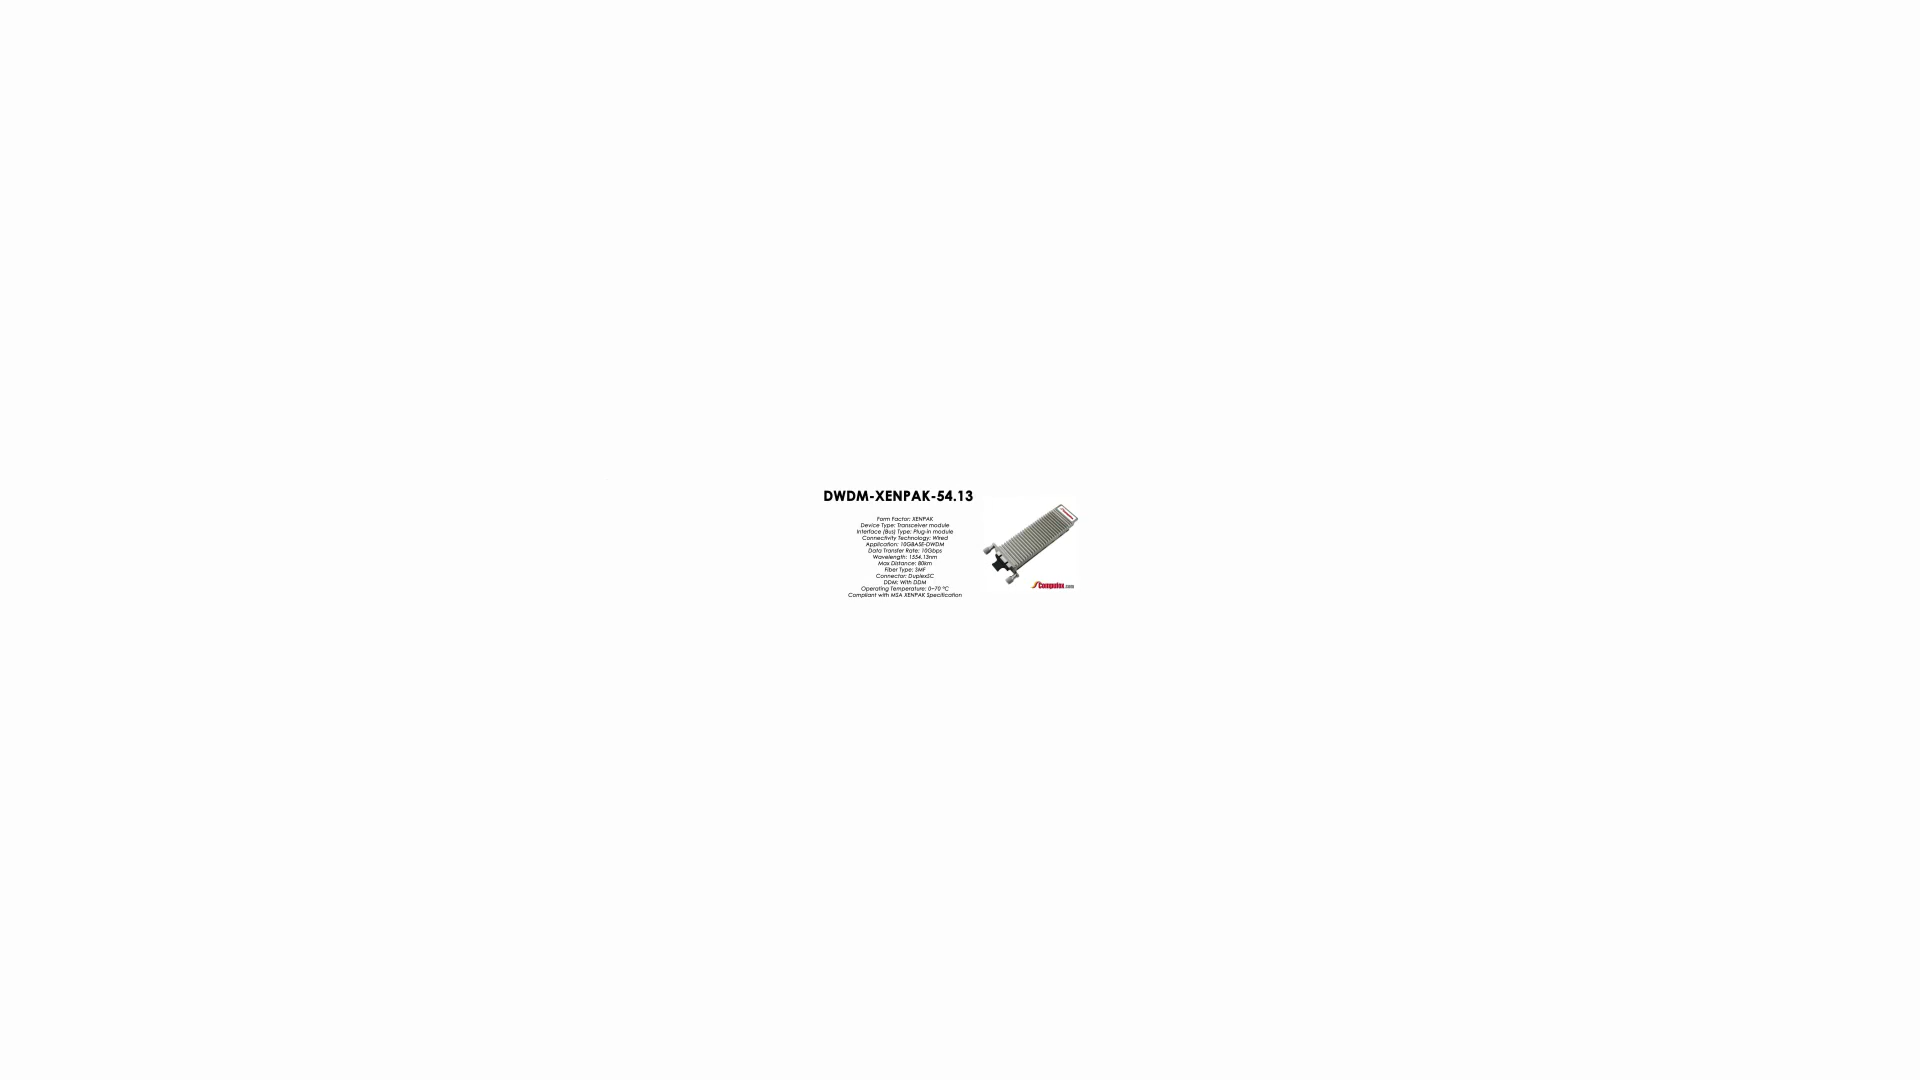 DWDM-XENPAK-54.13
Form Factor: XENPAK
Device Type: Transceiver module
Interface (Bus) Type: Plug-in module
Connectivity Technology: Wired
Application: 10GBASE-DWDM
Data Transfer Rate: 10Gbps
Wavelength: 1554.13nm
Max Distance: 80km
Fiber Type: SMF
Connector: DuplexSC
DDM: With DDM
Operating Temperature: 0~70 °C
Compliant with MSA XENPAK Specification
Compufox.com